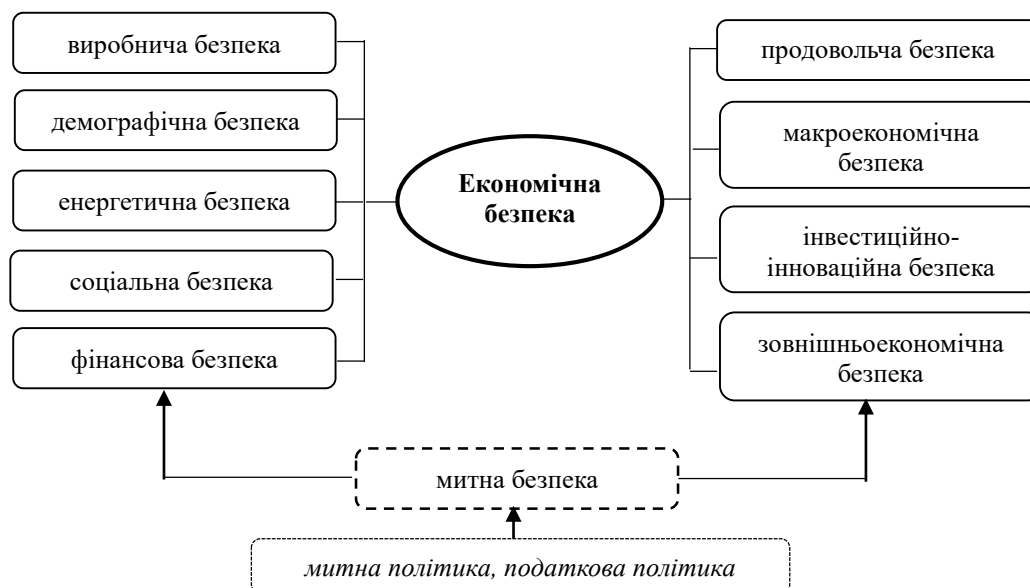 виробнича безпека
демографічна безпека
енергетична безпека
соціальна безпека
фінансова безпека
Економічна
безпека
продовольча безпека
макроекономічна
безпека
інвестиційно-
інноваційна безпека
зовнішньоекономічна
безпека
митна безпека
митна політика, податкова політика